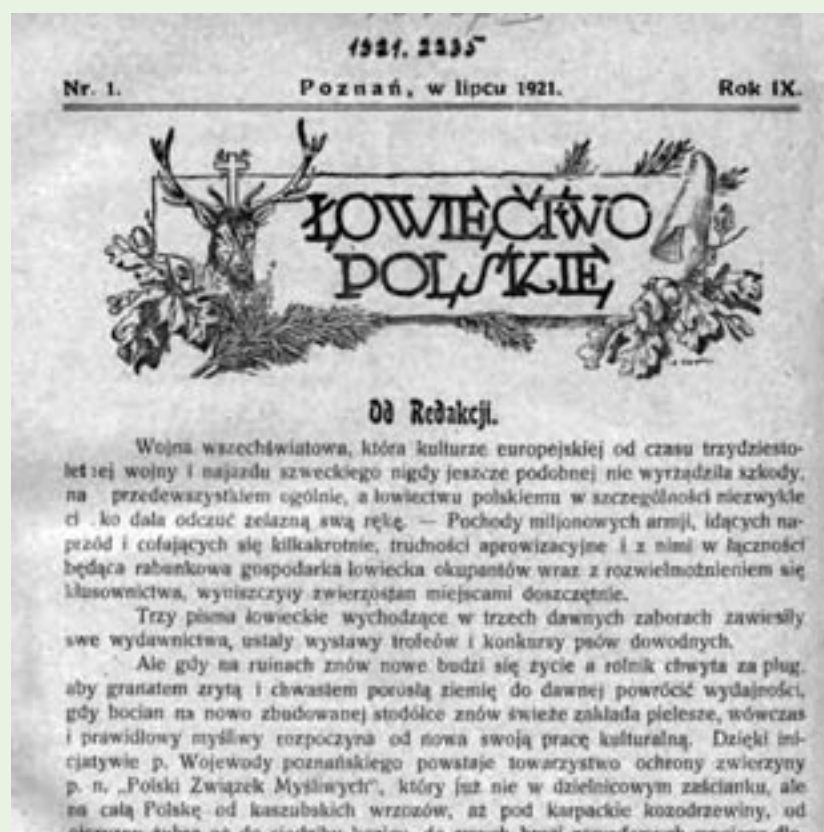 1921. 2235
Nr. 1. Poznań, w lipcu 1921. Rok IX.
ŁOWIECTWO
POLSKIE
Od Redakcji.
Wojna wszechświatowa, która kulturze europejskiej od czasu trzydziesto-
letniej wojny i najazdu szweckiego nigdy jeszcze podobnej nie wyrządziła szkody,
na przedewszystkiem ogólnie, a łowiectwu polskiemu w szczególności niezwykle
ko dała odczuć żelazną swą rękę. — Pochody miljonowych armji, idących na-
przód i cofających się kilkakrotnie, trudności aprowizacyjne i z nimi w łączności
będąca rabunkowa gospodarka łowiecka okupantów wraz z rozwielmożnieniem się
kłusownictwa, wyniszczyły zwierzostan miejscami doszczętnie.
Trzy pisma łowieckie wychodzące w trzech dawnych zaborach zawiesiły
swe wydawnictwa, ustały wystawy trofeów i konkursy psów dowodnych.
Ale gdy na ruinach znów nowe budzi się życie a rolnik chwyta za pług,
aby granatem zrytą i chwastem porosłą ziemię do dawnej powrócić wydajności,
gdy bocian na nowo zbudowanej stodółce znów świeże zakłada pielesze, wówczas
i prawidłowy myśliwy rozpoczyna od nowa swoją pracę kulturalną. Dzięki ini-
cjatywie p. Wojewody poznańskiego powstaje towarzystwo ochrony zwierzyny
p. n. „Polski Związek Myśliwych", który już nie w dzielnicowym zaścianku, ale
na całą Polskę od kaszubskich wrzozów, aż pod karpackie kozodrzewiny, od